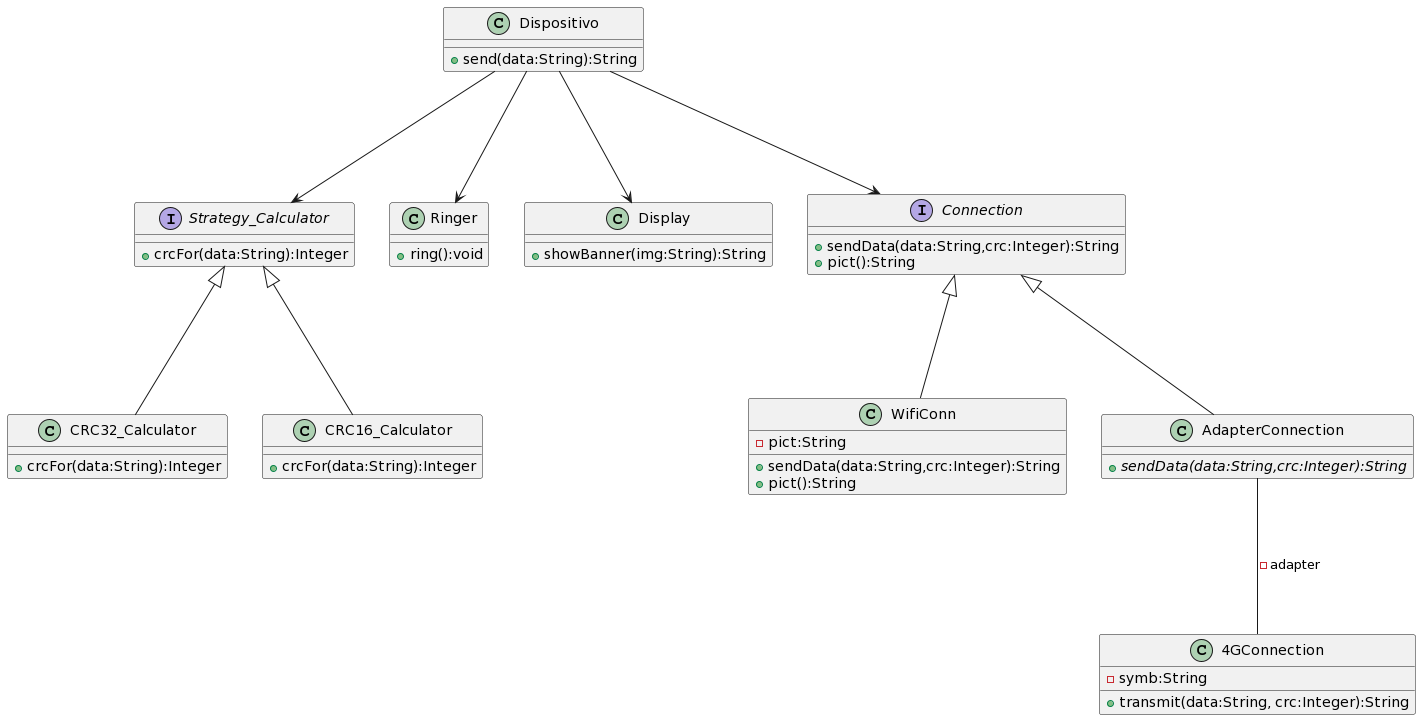 C Dispositivo
send(data:String):String
I Strategy_Calculator
crcFor(data:String):Integer
C Ringer
ring():void
C Display
showBanner(img:String):String
I Connection
sendData(data:String,crc:Integer):String
pict():String
C CRC32_Calculator
crcFor(data:String):Integer
C CRC16_Calculator
crcFor(data:String):Integer
C WifiConn
pict:String
sendData(data:String,crc:Integer):String
pict():String
C AdapterConnection
sendData(data:String,crc:Integer):String
adapter
C 4GConnection
symb:String
transmit(data:String, crc:Integer):String